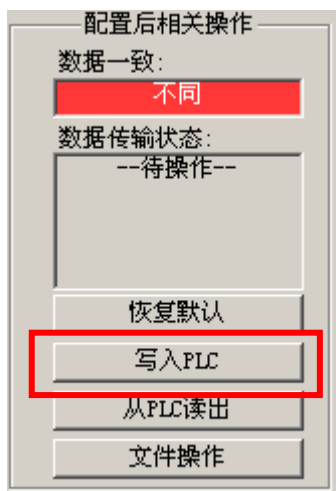 配置后相关操作
数据一致:
不同
数据传输状态:
--待操作--
恢复默认
写入PLC
从PLC读出
文件操作